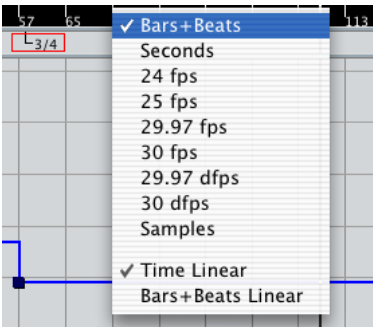 57 65 113
3/4
✓ Bars+Beats
Seconds
24 fps
25 fps
29.97 fps
30 fps
29.97 dfps
30 dfps
Samples
✓ Time Linear
Bars+Beats Linear